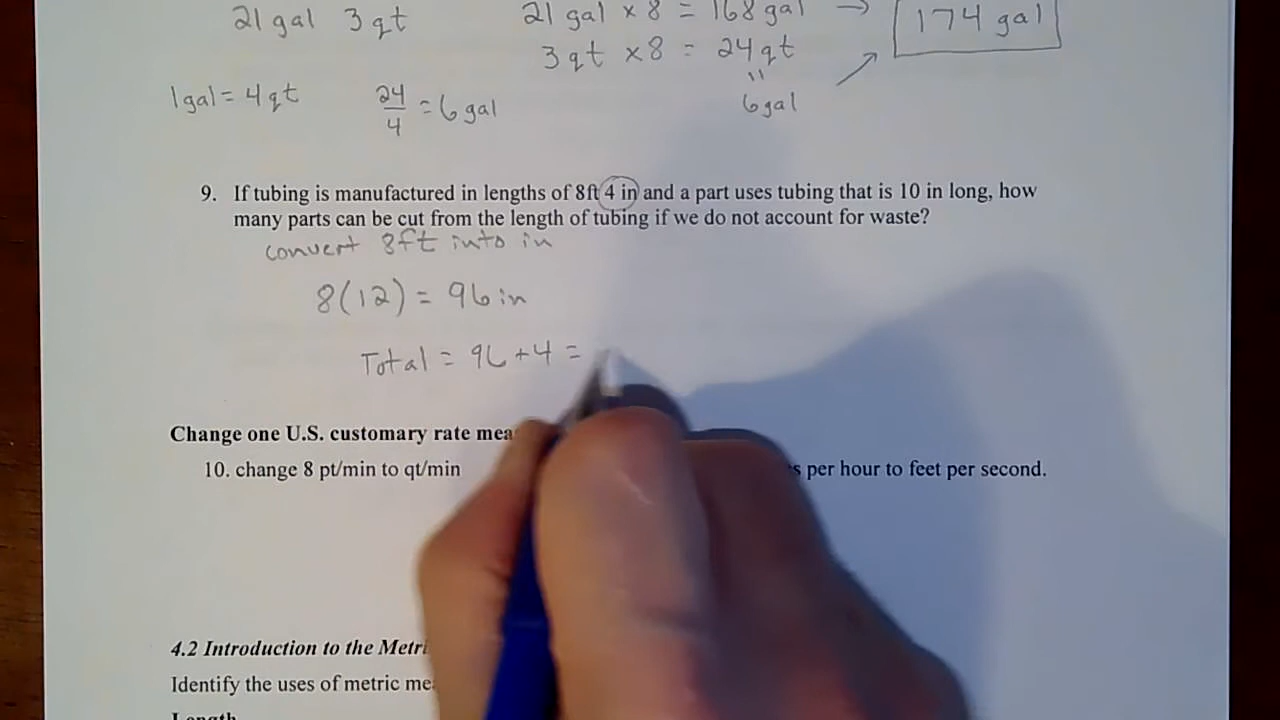 21 gal 3 qt
21 gal x 8 = 168 gal → 174 gal
3 qt x 8 = 24 qt
"
1 gal = 4 qt
24/4 = 6 gal
6 gal
9. If tubing is manufactured in lengths of 8ft 4 in and a part uses tubing that is 10 in long, how
many parts can be cut from the length of tubing if we do not account for waste?
convert 8ft into in
8(12) = 96 in
Total = 96 + 4 =
Change one U.S. customary rate
10. change 8 pt/min to qt/min
per hour to feet per second.
4.2 Introduction to the
Identify the uses of metric
Length